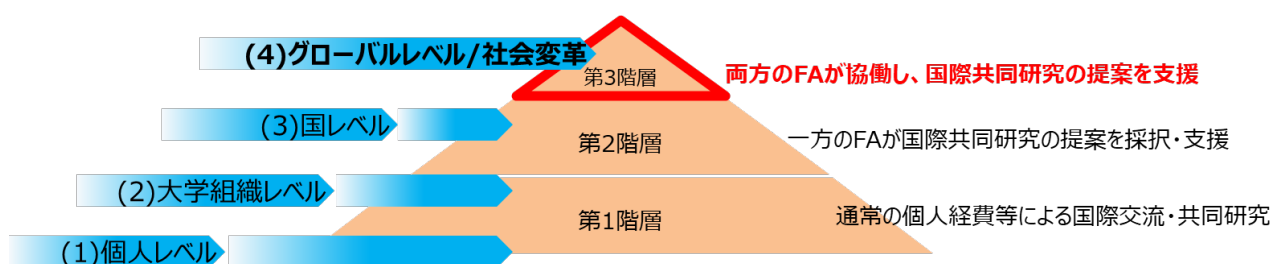 (4)グローバルレベル/社会変革
第3階層
両方のFAが協働し、国際共同研究の提案を支援
(3)国レベル
第2階層
一方のFAが国際共同研究の提案を採択・支援
(2)大学組織レベル
第1階層
通常の個人経費等による国際交流・共同研究
(1)個人レベル